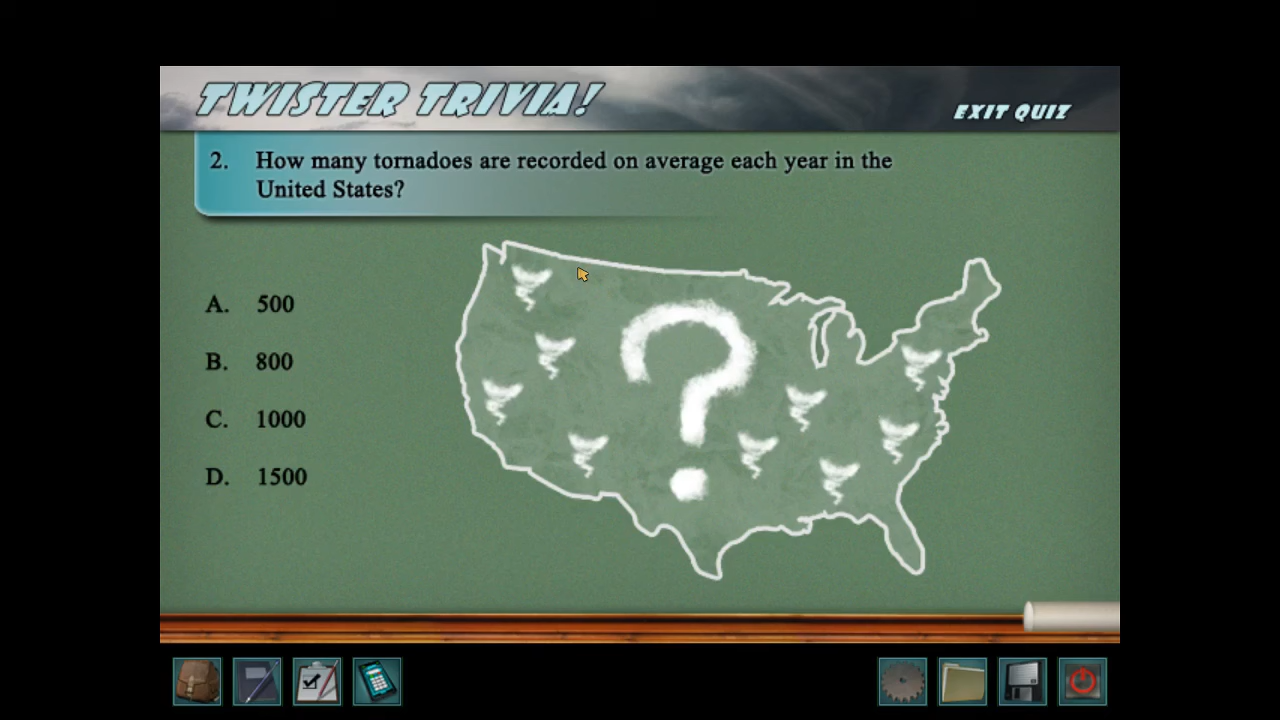 TWISTER TRIVIA!
EXIT QUIZ
2. How many tornadoes are recorded on average each year in the
United States?
A. 500
B. 800
C. 1000
D. 1500
?